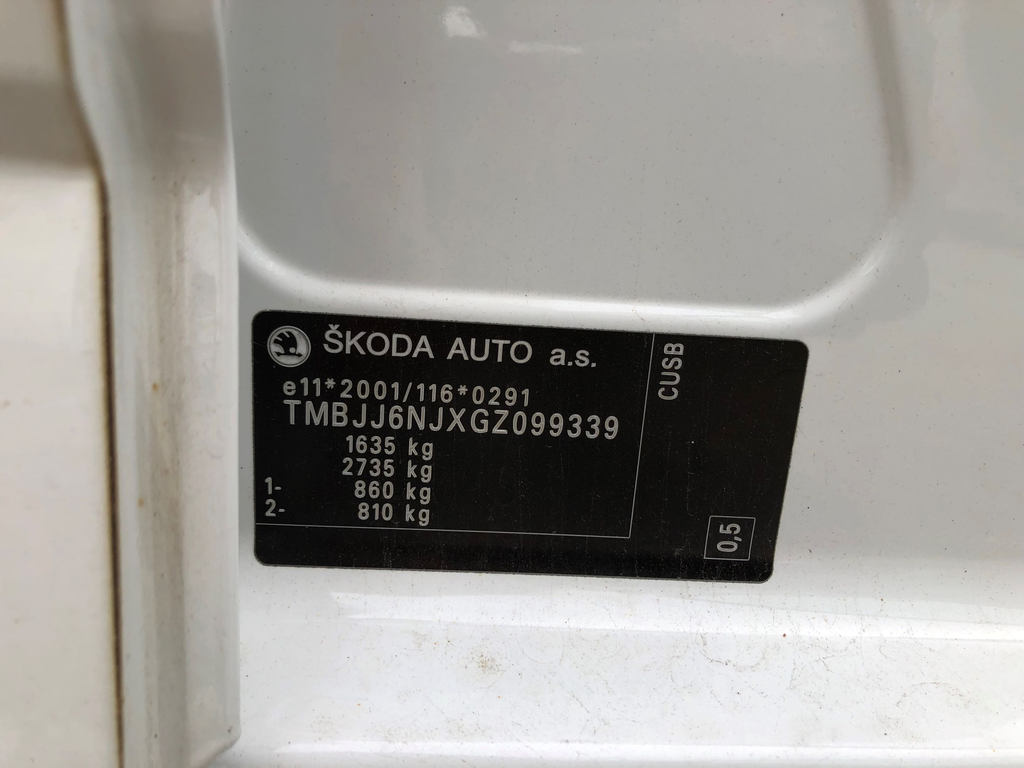 ŠKODA AUTO a.s.
e11*2001/116*0291
TMBJJ6NJXGZ099339
1635 kg
2735 kg
1- 860 kg
2- 810 kg
CUSB
0,5